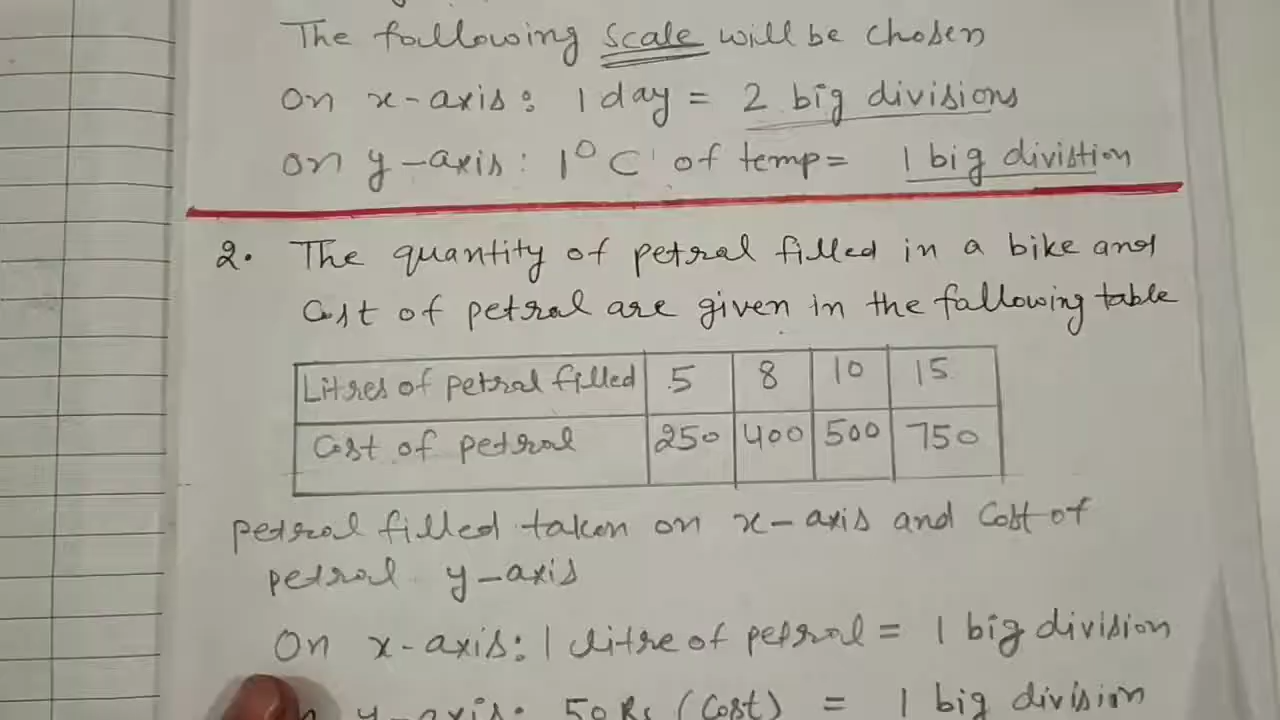 The following scale will be chosen
On x-axis: 1 day = 2 big divisions
on y-axis: 1°C of temp = 1 big divistion
2. The quantity of petral filled in a bike and
Cost of petral are given in the following table
Litres of petral filled 5 8 10 15
Cost of petral 250 400 500 750
petral filled taken on x-axis and Cost of
petral y-axis
On x-axis: 1 litre of petral = 1 big division
y-axis: 50 Rs (Cost) = 1 big division